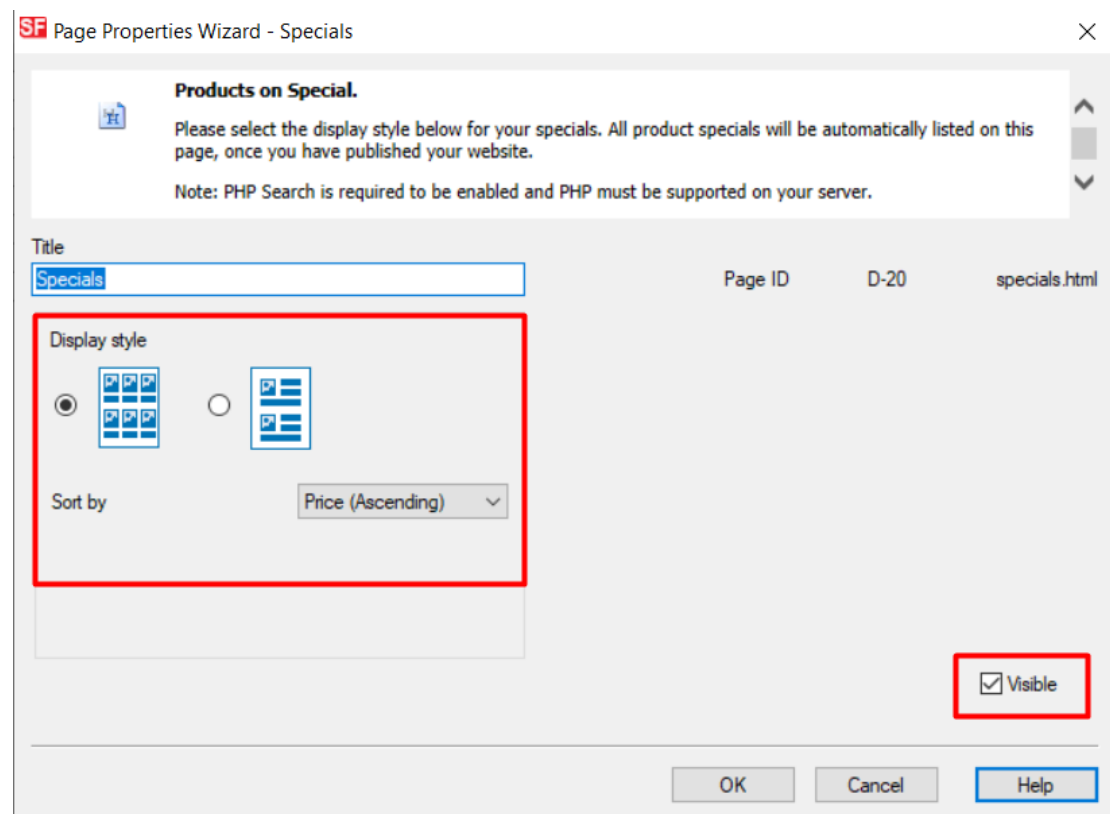 SF Page Properties Wizard - Specials
Products on Special.
Please select the display style below for your specials. All product specials will be automatically listed on this
page, once you have published your website.
Note: PHP Search is required to be enabled and PHP must be supported on your server.
Title
Specials
Page ID D-20 specials.html
Display style
Sort by Price (Ascending)
Visible
OK Cancel Help